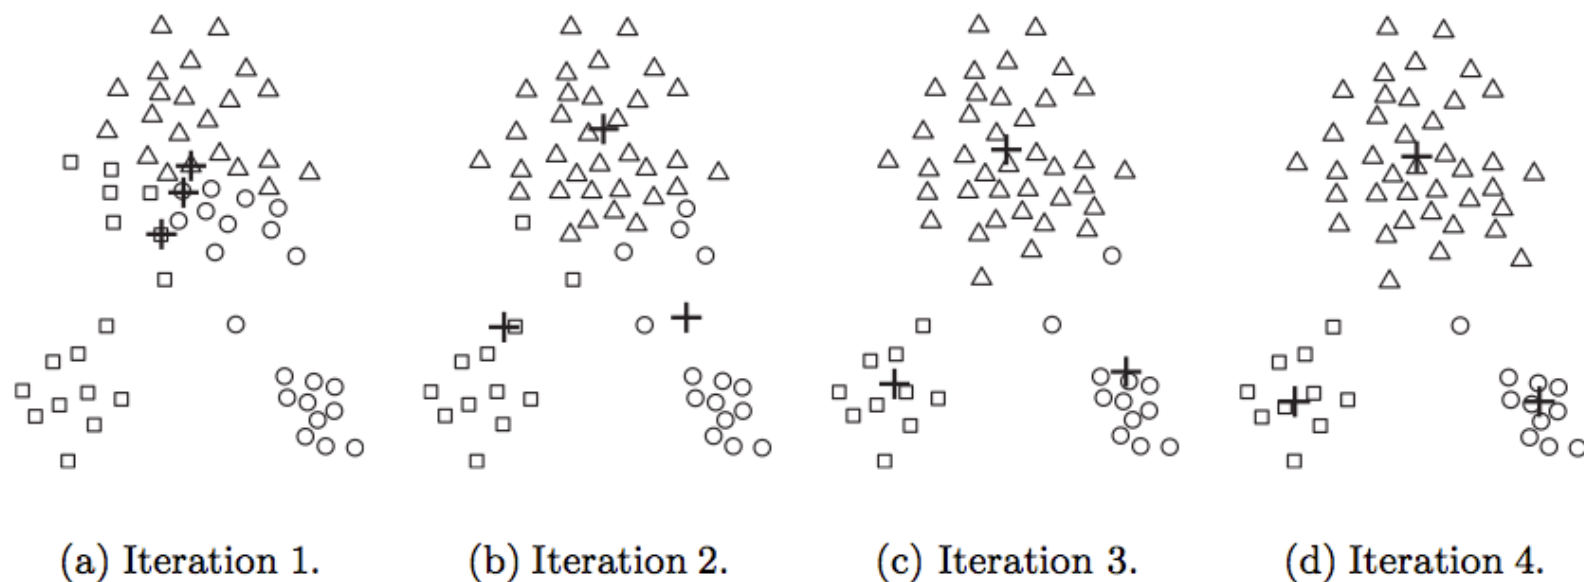 (a) Iteration 1.
(b) Iteration 2.
(c) Iteration 3.
(d) Iteration 4.